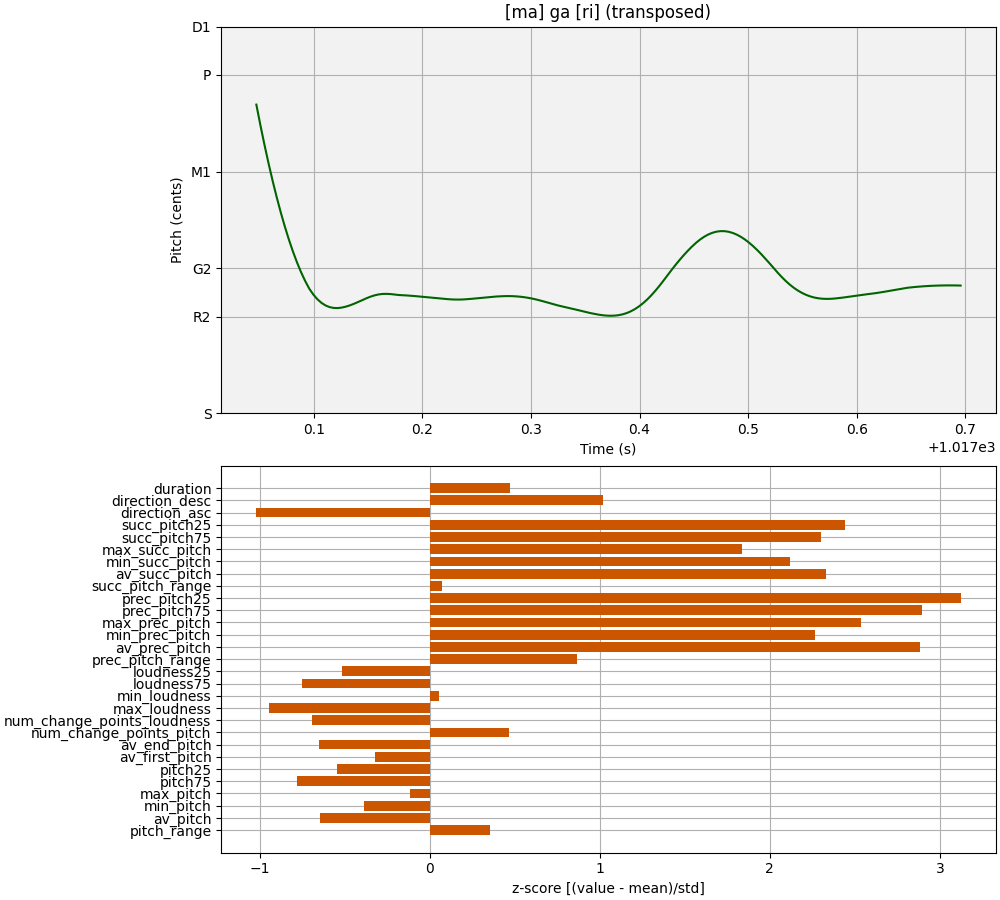 [ma] ga [ri] (transposed)
D1
P
M1
G2
R2
S
Pitch (cents)
0.1 0.2 0.3 0.4 0.5 0.6 0.7
Time (s)
+1.017e3
duration
direction_desc
direction_asc
succ_pitch25
succ_pitch75
max_succ_pitch
min_succ_pitch
av_succ_pitch
succ_pitch_range
prec_pitch25
prec_pitch75
max_prec_pitch
min_prec_pitch
av_prec_pitch
prec_pitch_range
loudness25
loudness75
min_loudness
max_loudness
num_change_points_loudness
num_change_points_pitch
av_end_pitch
av_first_pitch
pitch25
pitch75
max_pitch
min_pitch
av_pitch
pitch_range
−1 0 1 2 3
z-score [(value - mean)/std]